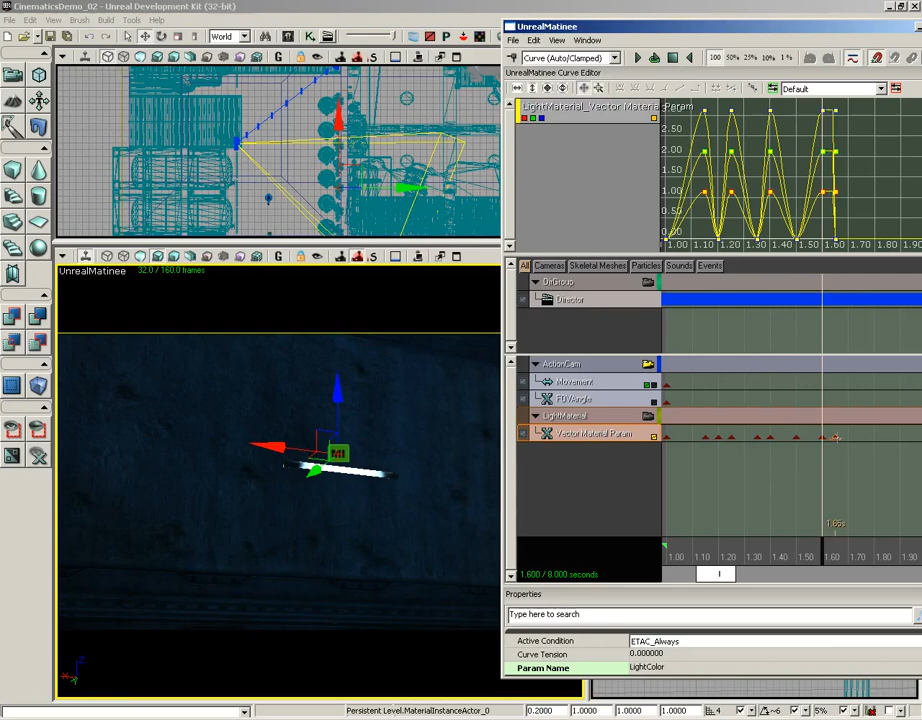 CinematicsDemo_02 - Unreal Development Kit (32-bit)
File Edit View Brush Build Tools Help
World
UnrealMatinee
File Edit View Window
Curve (Auto/Clamped)
100 50% 25% 10% 1%
UnrealMatinee Curve Editor
Default
LightMaterial_Vector Material Param
2.50
2.00
1.00
0.50
0.00
1.00 1.10 1.20 1.30 1.40 1.50 1.60 1.70 1.80 1.90
UnrealMatinee
32.0 / 160.0 frames
M1
All Cameras Skeletal Meshes Particles Sounds Events
DirGroup
Director
ActionCam
Movement
FOVAngle
LightMaterial
Vector Material Param
1.65s
1.00 1.10 1.20 1.30 1.40 1.50 1.60 1.70 1.80 1.90
1.600 / 8.000 seconds
Properties
Type here to search
Active Condition ETAC_Always
Curve Tension 0.000000
Param Name LightColor
Persistent Level.MaterialInstanceActor_0
0.2000 1.0000 1.0000 1.0000
4 6 5%